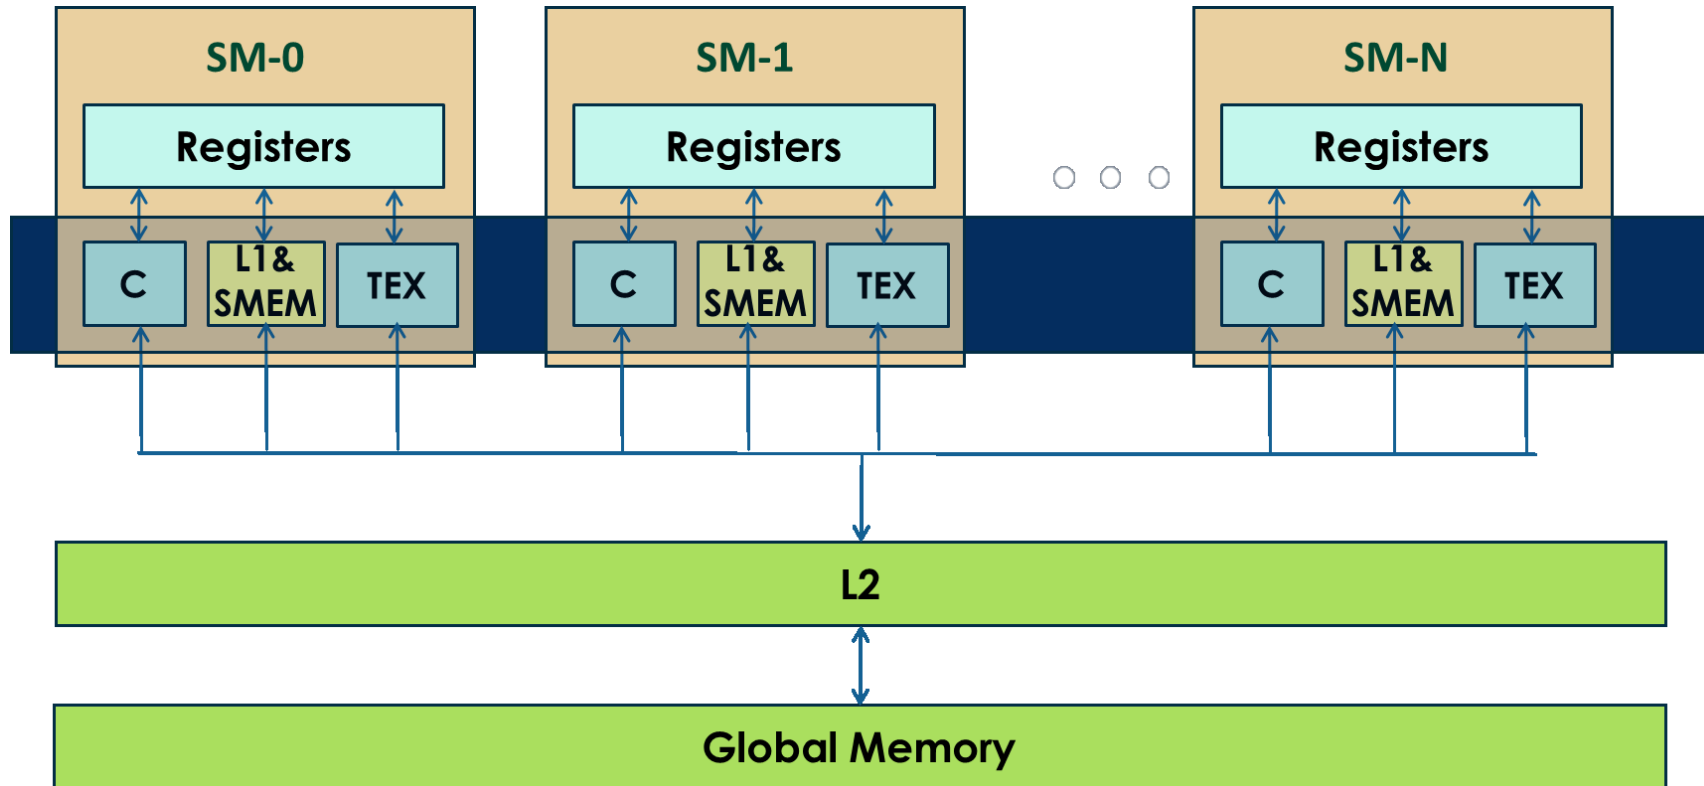 SM-0
SM-1
SM-N
Registers
Registers
Registers
C
L1&
SMEM
TEX
C
L1&
SMEM
TEX
C
L1&
SMEM
TEX
L2
Global Memory